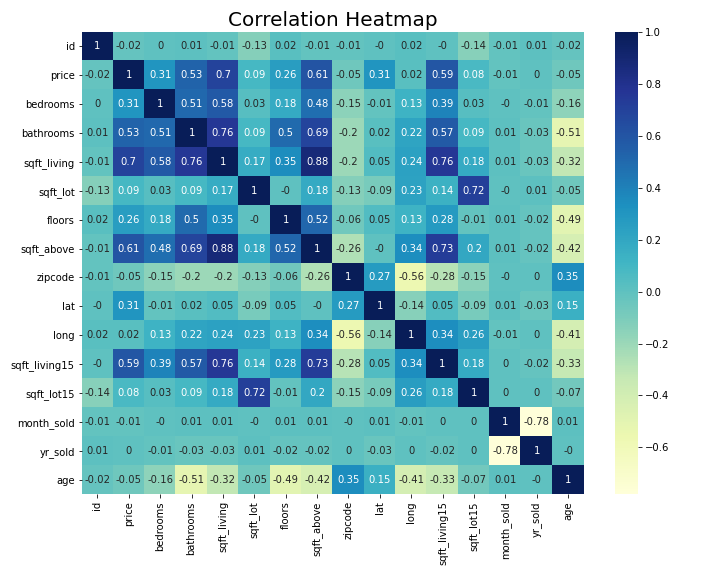 Correlation Heatmap
id 1 -0.02 0 0.01 -0.01 -0.13 0.02 -0.01 -0.01 -0 0.02 -0 -0.14 -0.01 0.01 -0.02
price -0.02 1 0.31 0.53 0.7 0.09 0.26 0.61 -0.05 0.31 0.02 0.59 0.08 -0.01 0 -0.05
bedrooms 0 0.31 1 0.51 0.58 0.03 0.18 0.48 -0.15 -0.01 0.13 0.39 0.03 -0 -0.01 -0.16
bathrooms 0.01 0.53 0.51 1 0.76 0.09 0.5 0.69 -0.2 0.02 0.22 0.57 0.09 0.01 -0.03 -0.51
sqft_living -0.01 0.7 0.58 0.76 1 0.17 0.35 0.88 -0.2 0.05 0.24 0.76 0.18 0.01 -0.03 -0.32
sqft_lot -0.13 0.09 0.03 0.09 0.17 1 -0 0.18 -0.13 -0.09 0.23 0.14 0.72 -0 0.01 -0.05
floors 0.02 0.26 0.18 0.5 0.35 -0 1 0.52 -0.06 0.05 0.13 0.28 -0.01 0.01 -0.02 -0.49
sqft_above -0.01 0.61 0.48 0.69 0.88 0.18 0.52 1 -0.26 -0 0.34 0.73 0.2 0.01 -0.02 -0.42
zipcode -0.01 -0.05 -0.15 -0.2 -0.2 -0.13 -0.06 -0.26 1 0.27 -0.56 -0.28 -0.15 -0 0 0.35
lat -0 0.31 -0.01 0.02 0.05 -0.09 0.05 -0 0.27 1 -0.14 0.05 -0.09 0.01 -0.03 0.15
long 0.02 0.02 0.13 0.22 0.24 0.23 0.13 0.34 -0.56 -0.14 1 0.34 0.26 -0.01 0 -0.41
sqft_living15 -0 0.59 0.39 0.57 0.76 0.14 0.28 0.73 -0.28 0.05 0.34 1 0.18 0 -0.02 -0.33
sqft_lot15 -0.14 0.08 0.03 0.09 0.18 0.72 -0.01 0.2 -0.15 -0.09 0.26 0.18 1 0 0 -0.07
month_sold -0.01 -0.01 -0 0.01 0.01 -0 0.01 0.01 -0 0.01 -0.01 0 0 1 -0.78 0.01
yr_sold 0.01 0 -0.01 -0.03 -0.03 0.01 -0.02 -0.02 0 -0.03 0 -0.02 0 -0.78 1 -0
age -0.02 -0.05 -0.16 -0.51 -0.32 -0.05 -0.49 -0.42 0.35 0.15 -0.41 -0.33 -0.07 0.01 -0 1
id price bedrooms bathrooms sqft_living sqft_lot floors sqft_above zipcode lat long sqft_living15 sqft_lot15 month_sold yr_sold age
1.0
0.8
0.6
0.4
0.2
0.0
−0.2
−0.4
−0.6